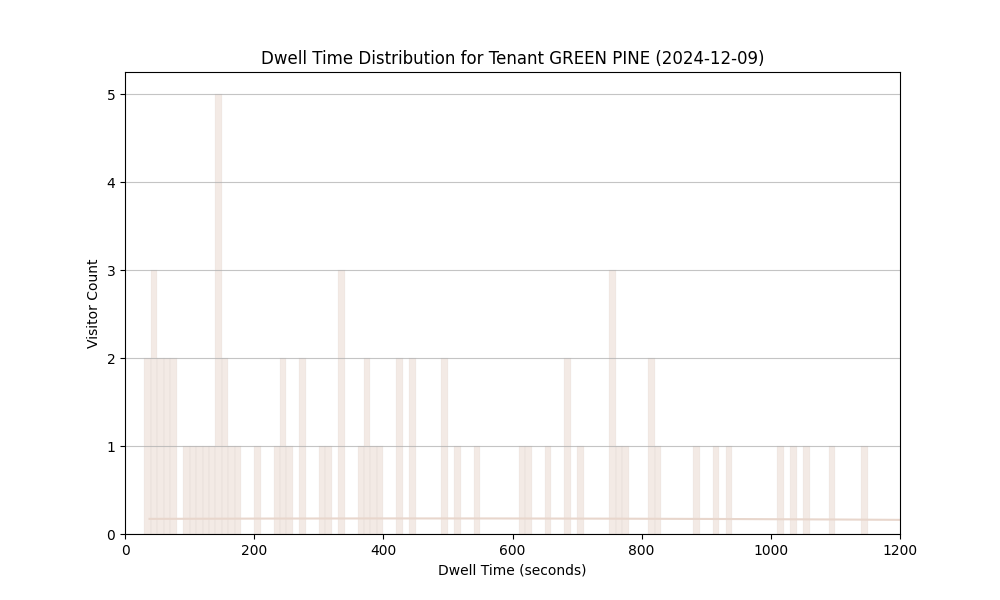 Dwell Time Distribution for Tenant GREEN PINE (2024-12-09)
5
4
3
2
1
0
Visitor Count
0 200 400 600 800 1000 1200
Dwell Time (seconds)